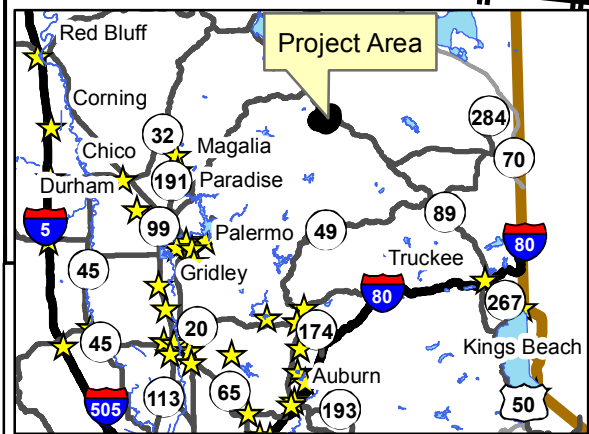 Red Bluff
Project Area
Corning
284
32
Chico
Magalia
70
191
Paradise
Durham
89
5
99
Palermo
49
80
Truckee
45
Gridley
80
267
20
174
45
Kings Beach
Auburn
65
113
505
193
50